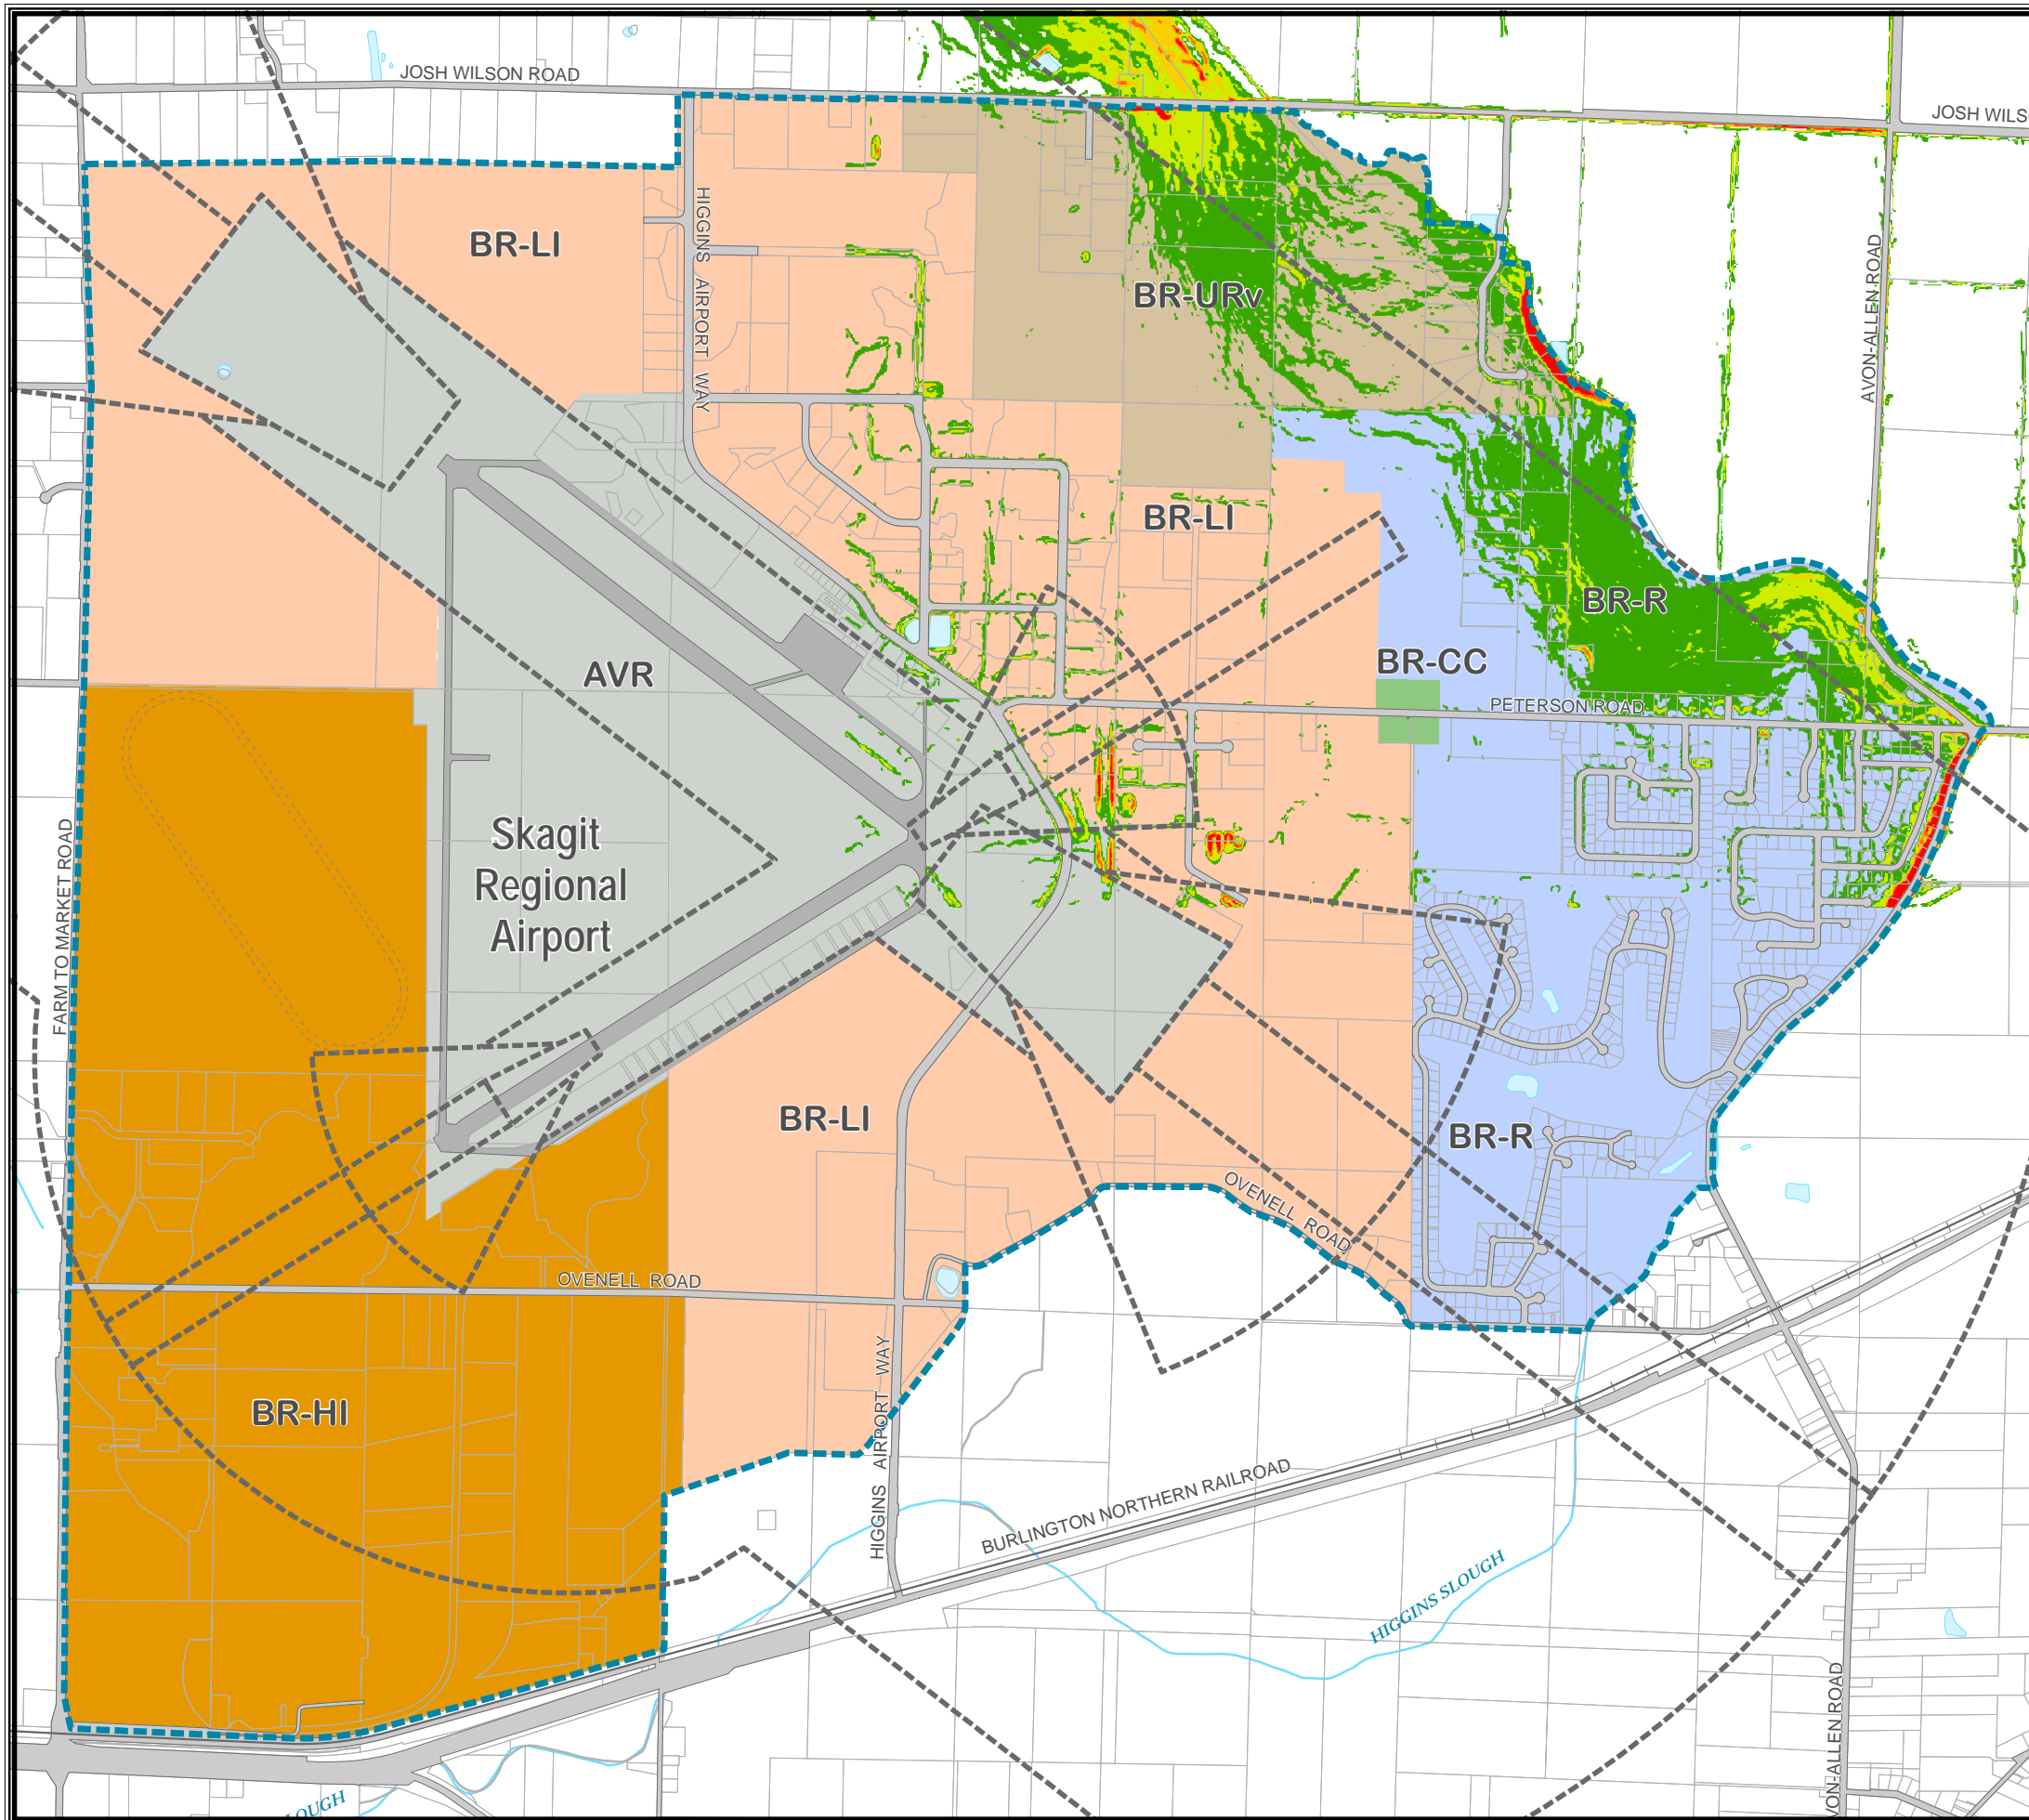 JOSH WILSON ROAD
JOSH WILS
HIGGINS AIRPORT WAY
BR-LI
BR-URv
AVON-ALLEN ROAD
BR-LI
BR-R
BR-CC
AVR
PETERSON ROAD
Skagit
Regional
Airport
FARM TO MARKET ROAD
BR-LI
BR-R
OVENELL ROAD
OVENELL ROAD
HIGGINS AIRPORT WAY
BR-HI
BURLINGTON NORTHERN RAILROAD
HIGGINS SLOUGH
VON-ALLEN ROAD
LOUGH